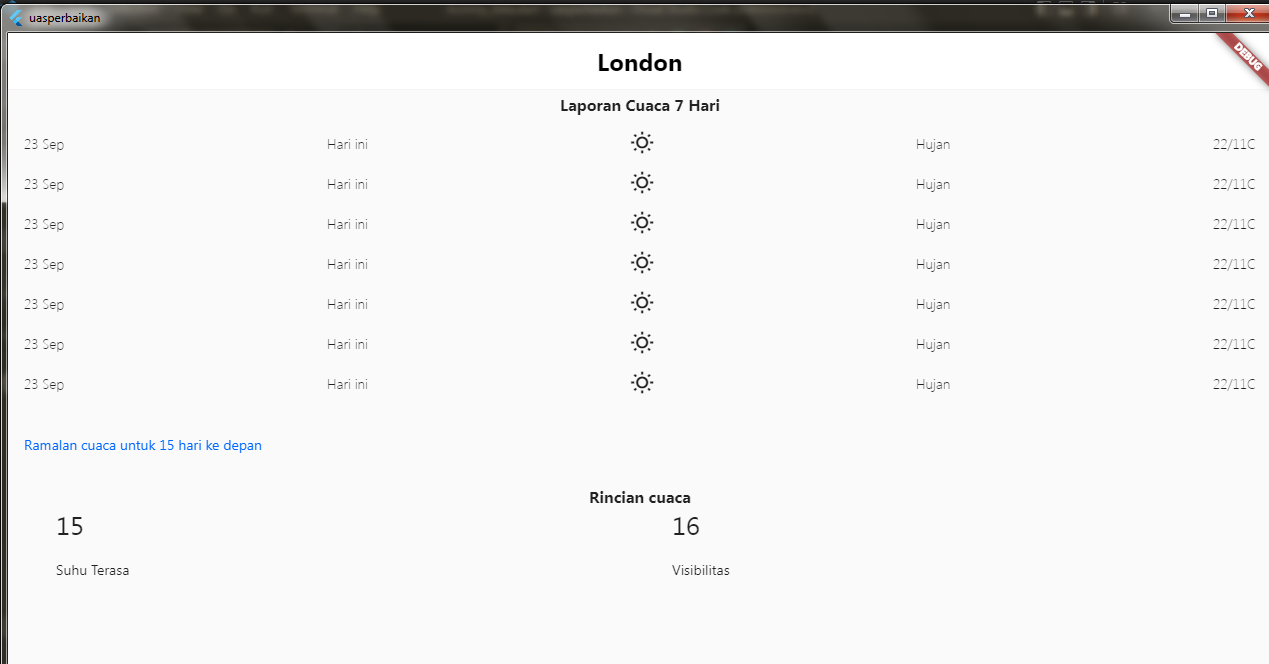 uasperbaikan
DEBUG
London
Laporan Cuaca 7 Hari
23 Sep Hari ini Hujan 22/11C
23 Sep Hari ini Hujan 22/11C
23 Sep Hari ini Hujan 22/11C
23 Sep Hari ini Hujan 22/11C
23 Sep Hari ini Hujan 22/11C
23 Sep Hari ini Hujan 22/11C
23 Sep Hari ini Hujan 22/11C
Ramalan cuaca untuk 15 hari ke depan
Rincian cuaca
15 16
Suhu Terasa Visibilitas